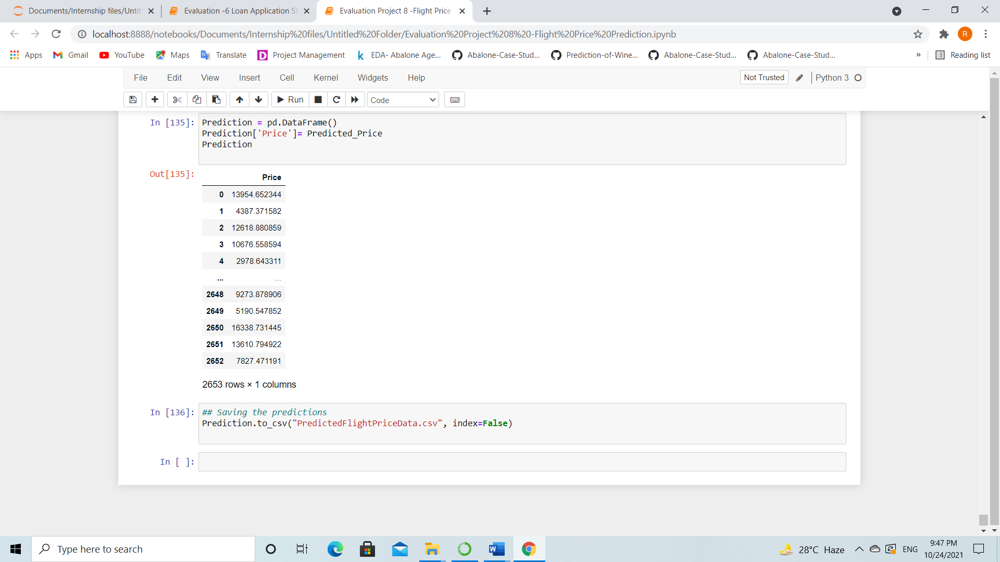 Documents/Internship files/Untit
Evaluation -6 Loan Application St
Evaluation Project 8 -Flight Price
localhost:8888/notebooks/Documents/Internship%20files/Untitled%20Folder/Evaluation%20Project%208%20-Flight%20Price%20Prediction.ipynb
R
Apps
Gmail
YouTube
Maps
Translate
D Project Management
k EDA- Abalone Age...
Abalone-Case-Stud...
Prediction-of-Wine...
Abalone-Case-Stud...
Abalone-Case-Stud...
»
Reading list
File Edit View Insert Cell Kernel Widgets Help
Not Trusted
Python 3
Run
Code
In [135]: Prediction = pd.DataFrame()
Prediction['Price']= Predicted_Price
Prediction
Out[135]:
Price
0 13954.652344
1 4387.371582
2 12618.880859
3 10676.558594
4 2978.643311
... ...
2648 9273.878906
2649 5190.547852
2650 16338.731445
2651 13610.794922
2652 7827.471191
2653 rows × 1 columns
In [136]: ## Saving the predictions
Prediction.to_csv("PredictedFlightPriceData.csv", index=False)
In [ ]:
Type here to search
W
28°C Haze
ENG
9:47 PM
10/24/2021